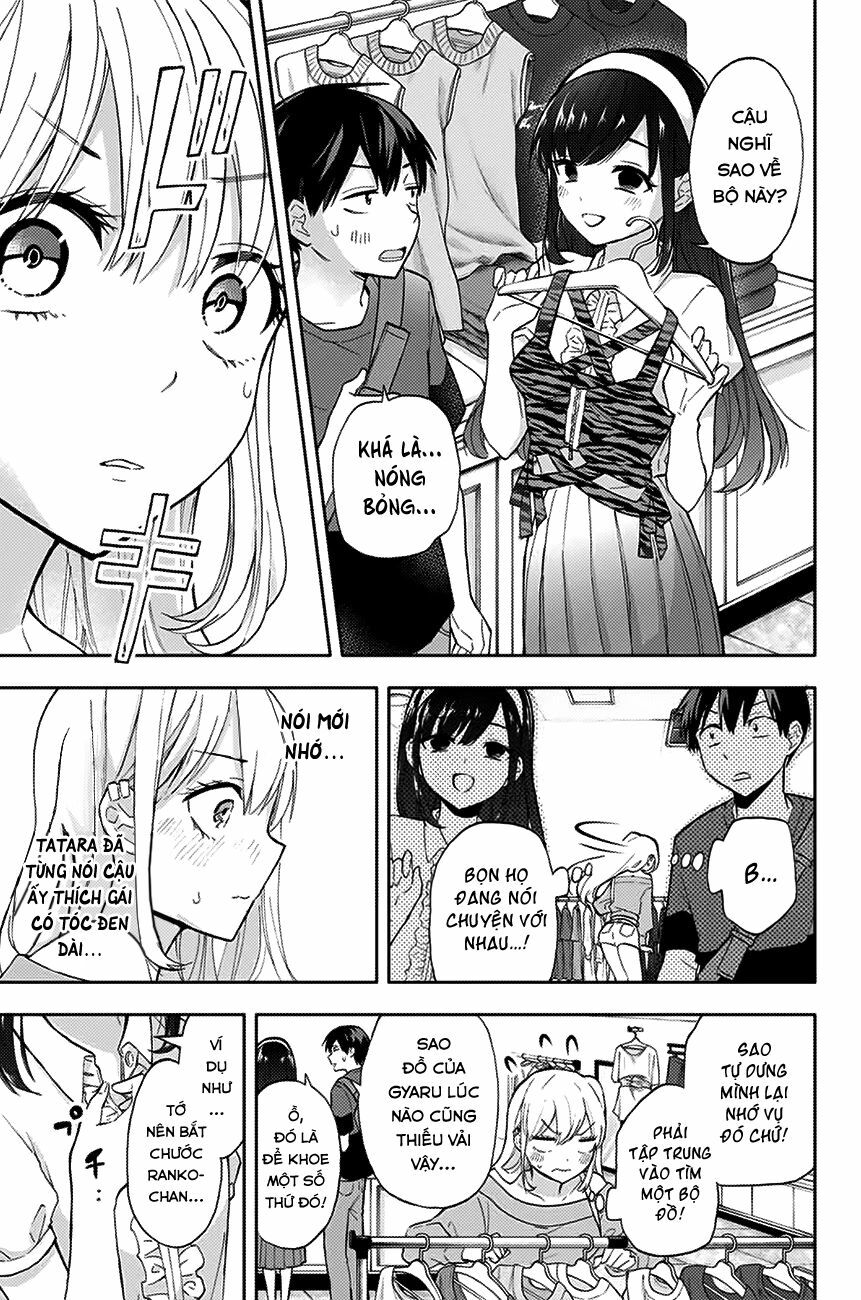 CẬU
NGHĨ
SAO VỀ
BỘ NÀY?
KHÁ LÀ...
NÓNG
BỎNG...
ドキ
B...
BỌN HỌ
ĐANG NÓI
CHUYỆN VỚI
NHAU...!
NÓI MỚI
NHỚ...
TATARA ĐÃ
TỪNG NÓI CẬU
ẤY THÍCH GÁI
CÓ TÓC ĐEN
DÀI...
SAO
TỰ DƯNG
MÌNH LẠI
NHỚ VỤ
ĐÓ CHỨ!
PHẢI
TẬP TRUNG
VÀO TÌM
MỘT BỘ
ĐỒ!
SAO
ĐỒ CỦA
GYARU LÚC
NÀO CŨNG
THIẾU VẢI
VẬY...
Ồ,
ĐÓ LÀ
ĐỂ KHOE
MỘT SỐ
THỨ ĐÓ!
VÍ
DỤ
NHƯ...
TỚ
NÊN BẮT
CHƯỚC
RANKO-
CHAN...
プチ